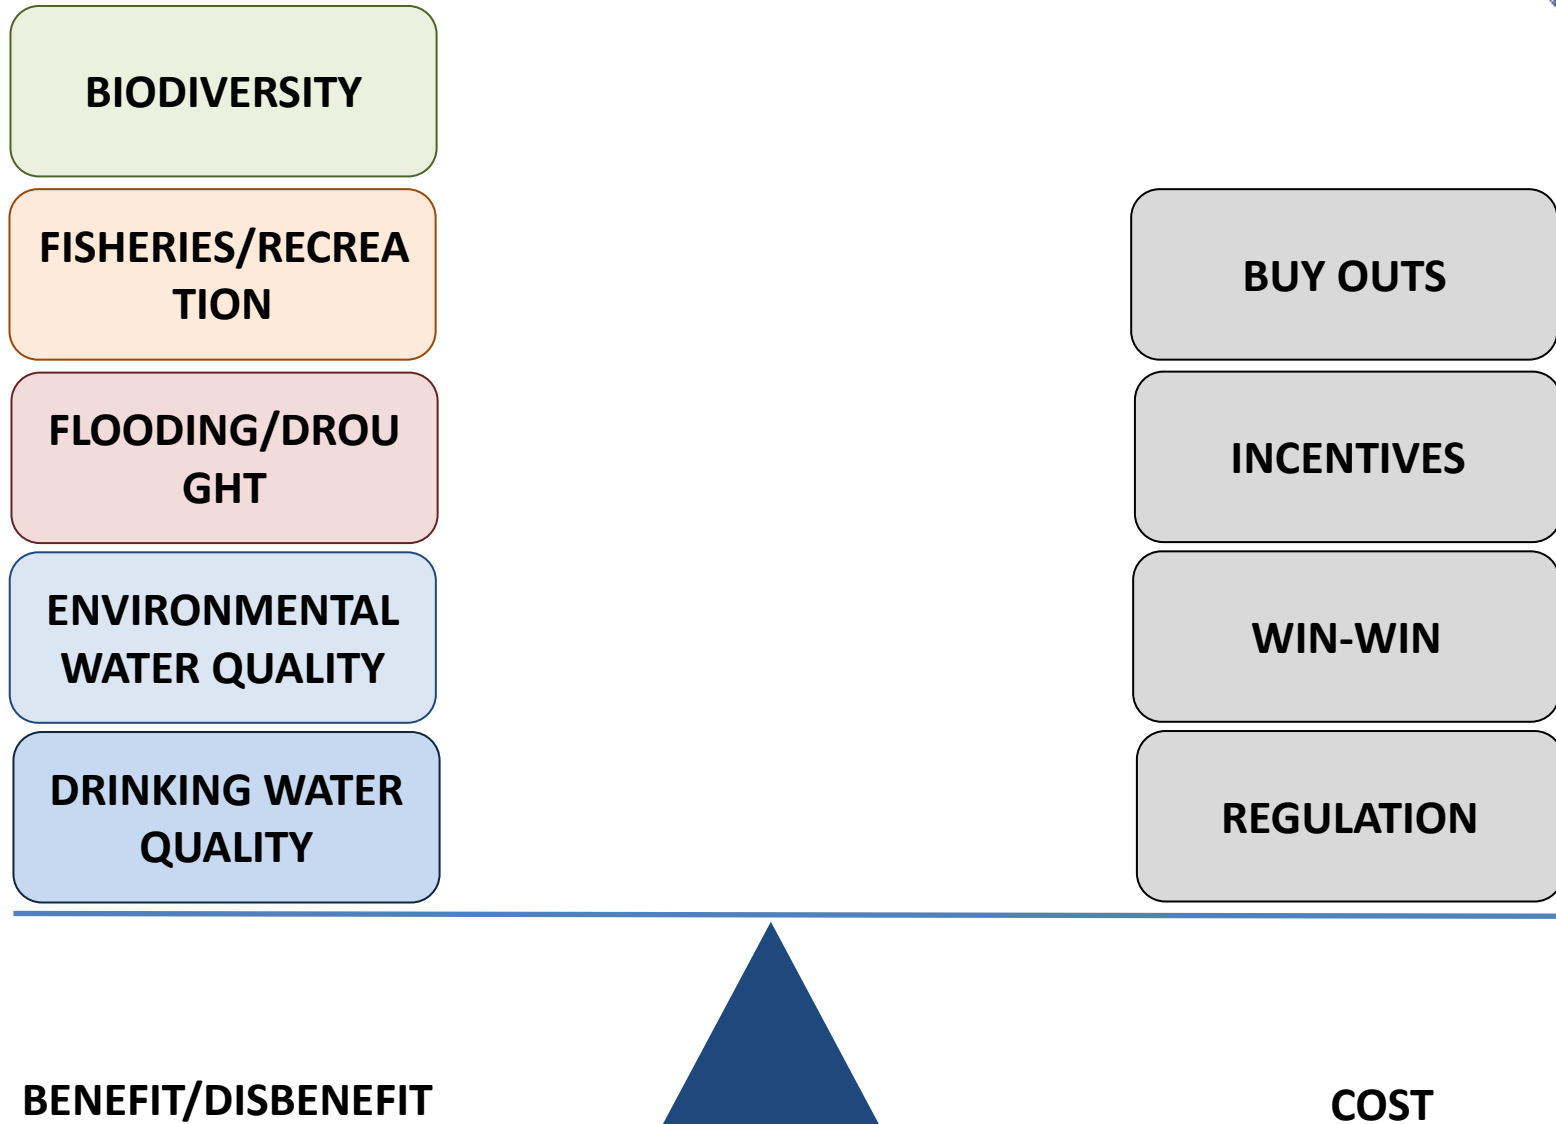 BIODIVERSITY
FISHERIES/RECREA
TION
FLOODING/DROU
GHT
ENVIRONMENTAL
WATER QUALITY
DRINKING WATER
QUALITY
BUY OUTS
INCENTIVES
WIN-WIN
REGULATION
BENEFIT/DISBENEFIT
COST